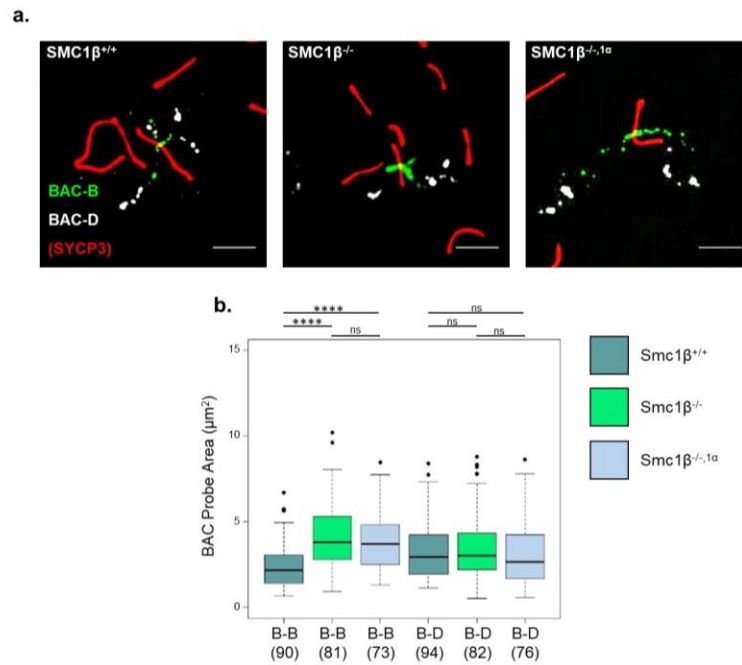 a.
SMC1β+/+
SMC1β-/-
SMC1β-/-,1α
BAC-B
BAC-D
(SYCP3)
b.
**** ns
**** ns ns ns
BAC Probe Area (μm²)
15
10
5
0
B-B B-B B-B B-D B-D B-D
(90) (81) (73) (94) (82) (76)
Smc1β+/+
Smc1β-/-
Smc1β-/-,1α